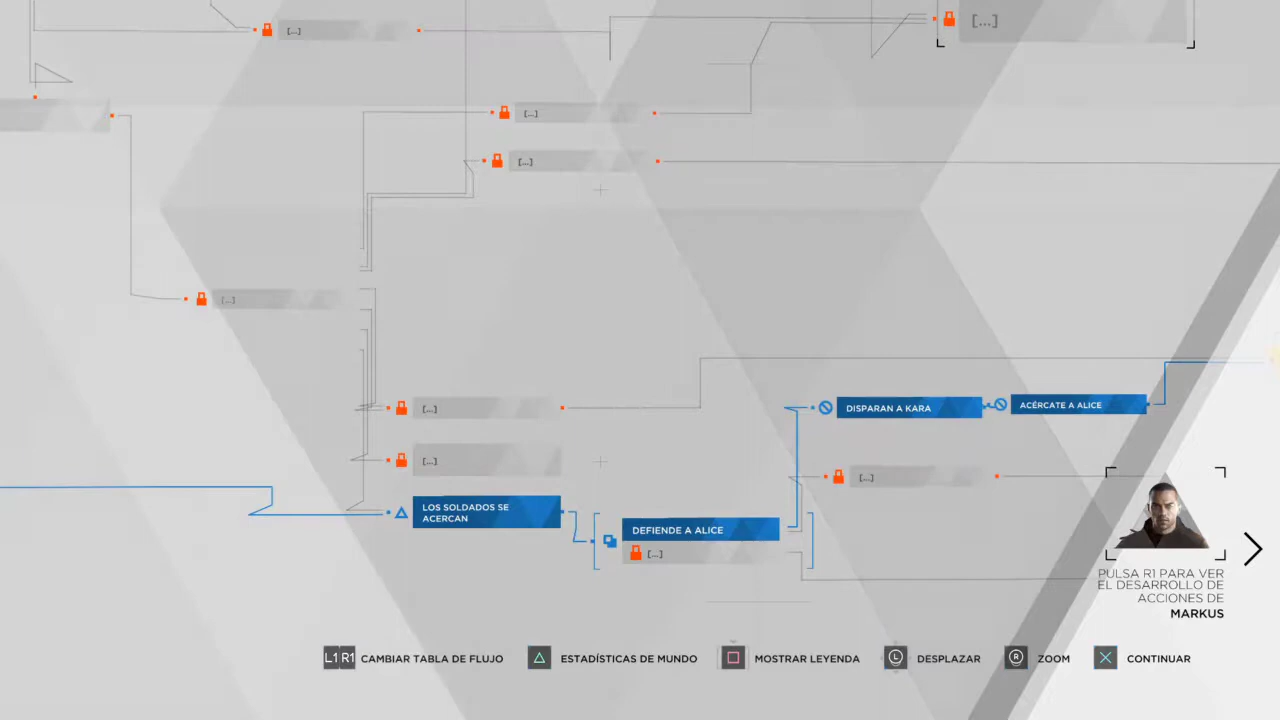 [...]
[...]
[...]
[...]
[...]
[...]
[...]
LOS SOLDADOS SE
ACERCAN
DEFIENDE A ALICE
[...]
DISPARAN A KARA
ACÉRCATE A ALICE
[...]
PULSA R1 PARA VER
EL DESARROLLO DE
ACCIONES DE
MARKUS
L1 R1 CAMBIAR TABLA DE FLUJO
ESTADÍSTICAS DE MUNDO
MOSTRAR LEYENDA
L DESPLAZAR
R ZOOM
CONTINUAR